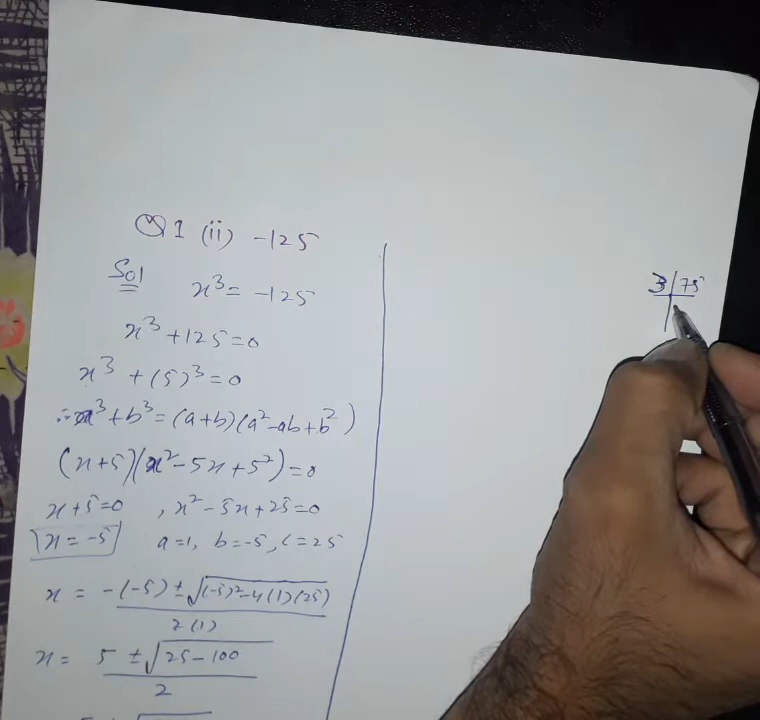 Q1 (ii) -125
Sol
x³ = -125
x³ + 125 = 0
x³ + (5)³ = 0
∴ a³ + b³ = (a+b)(a² - ab + b²)
(x+5)(x² - 5x + 5²) = 0
x + 5 = 0 , x² - 5x + 25 = 0
x = -5 a = 1, b = -5, c = 25
x = -(-5) ± √(-5)² - 4(1)(25)
2(1)
x = 5 ± √25 - 100
2
3 | 75